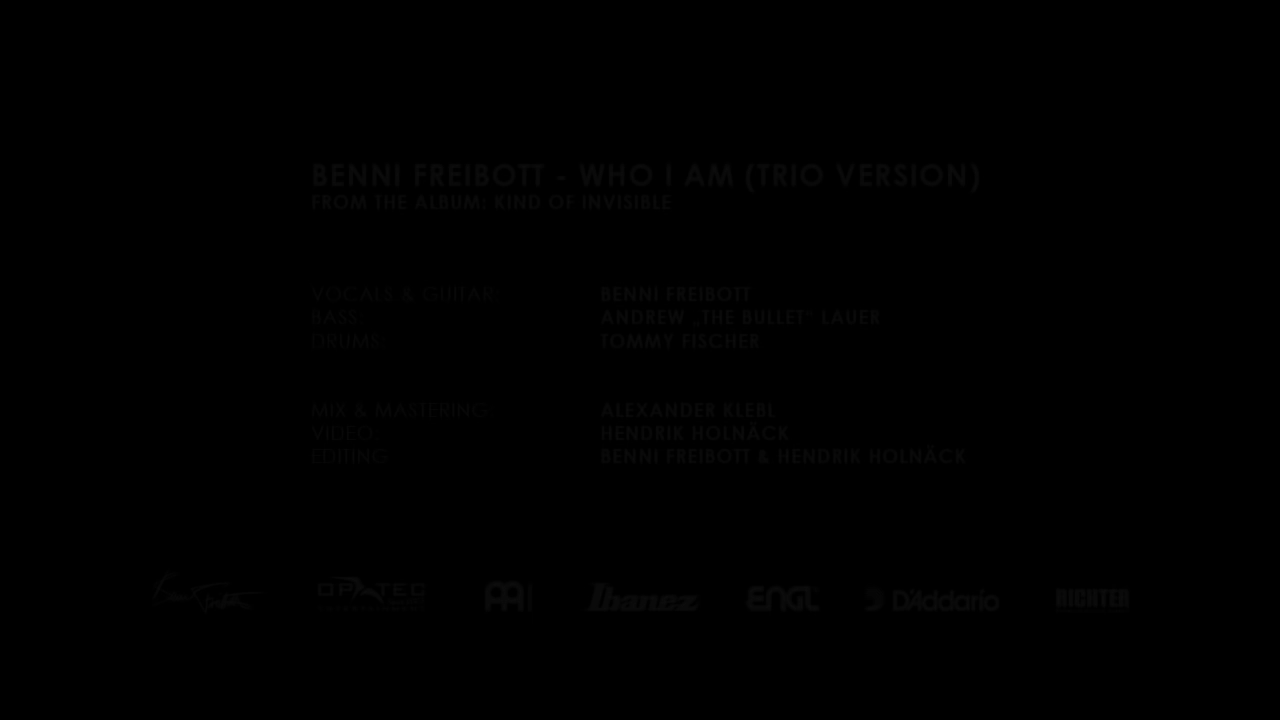 BENNI FREIBOTT - WHO I AM (TRIO VERSION)
FROM THE ALBUM: KIND OF INVISIBLE
VOCALS & GUITAR: BENNI FREIBOTT
BASS: ANDREW „THE BULLET“ LAUER
DRUMS: TOMMY FISCHER
MIX & MASTERING: ALEXANDER KLEBL
VIDEO: HENDRIK HOLNÄCK
EDITING: BENNI FREIBOTT & HENDRIK HOLNÄCK
Ibanez ENGL D'Addario RICHTER